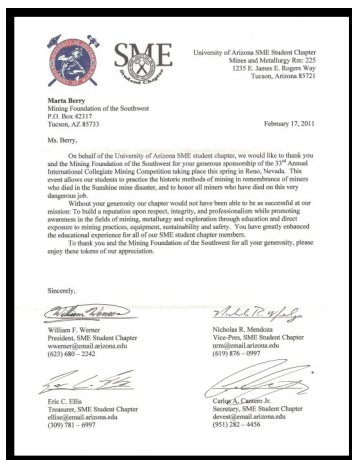 SME
Student Chapter
University of Arizona SME Student Chapter
Mines and Metallurgy Rm: 225
1235 E. James E. Rogers Way
Tucson, Arizona 85721
Marta Berry
Mining Foundation of the Southwest
P.O. Box 42317
Tucson, AZ 85733
February 17, 2011
Ms. Berry,
On behalf of the University of Arizona SME student chapter, we would like to thank you
and the Mining Foundation of the Southwest for your generous sponsorship of the 33rd Annual
International Collegiate Mining Competition taking place this spring in Reno, Nevada. This
event allows our students to practice the historic methods of mining in remembrance of miners
who died in the Sunshine mine disaster, and to honor all miners who have died on this very
dangerous job.
Without your generosity our chapter would not have been able to be as successful at our
mission: To build a reputation upon respect, integrity, and professionalism while promoting
awareness in the fields of mining, metallurgy and exploration through education and direct
exposure to mining practices, equipment, sustainability and safety. You have greatly enhanced
the educational experience for all of our SME student chapter members.
To thank you and the Mining Foundation of the Southwest for all your generosity, please
enjoy these tokens of our appreciation.
Sincerely,
William F. Werner
President, SME Student Chapter
wwerner@email.arizona.edu
(623) 680 – 2242
Nicholas R. Mendoza
Vice-Pres, SME Student Chapter
nrm@email.arizona.edu
(619) 876 – 0997
Eric C. Ellis
Treasurer, SME Student Chapter
ellise@email.arizona.edu
(309) 781 – 6997
Carlos A. Cantero Jr.
Secretary, SME Student Chapter
devest@email.arizona.edu
(951) 282 – 4456